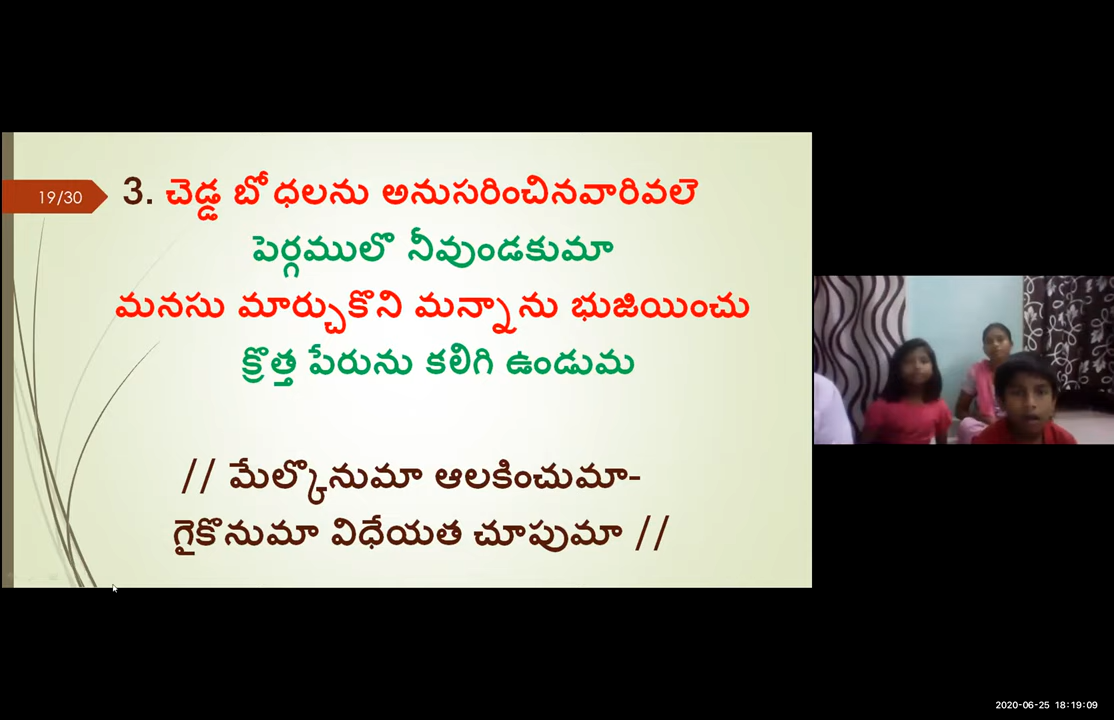 19/30
3. చెడ్డ బోధలను అనుసరించినవారివలె
పెర్గములొ నీవుండకుమా
మనసు మార్చుకొని మన్నాను భుజియించు
క్రొత్త పేరును కలిగి ఉండుమ
// మేల్కొనుమా ఆలకించుమా-
గైకొనుమా విధేయత చూపుమా //
2020-06-25 18:19:09